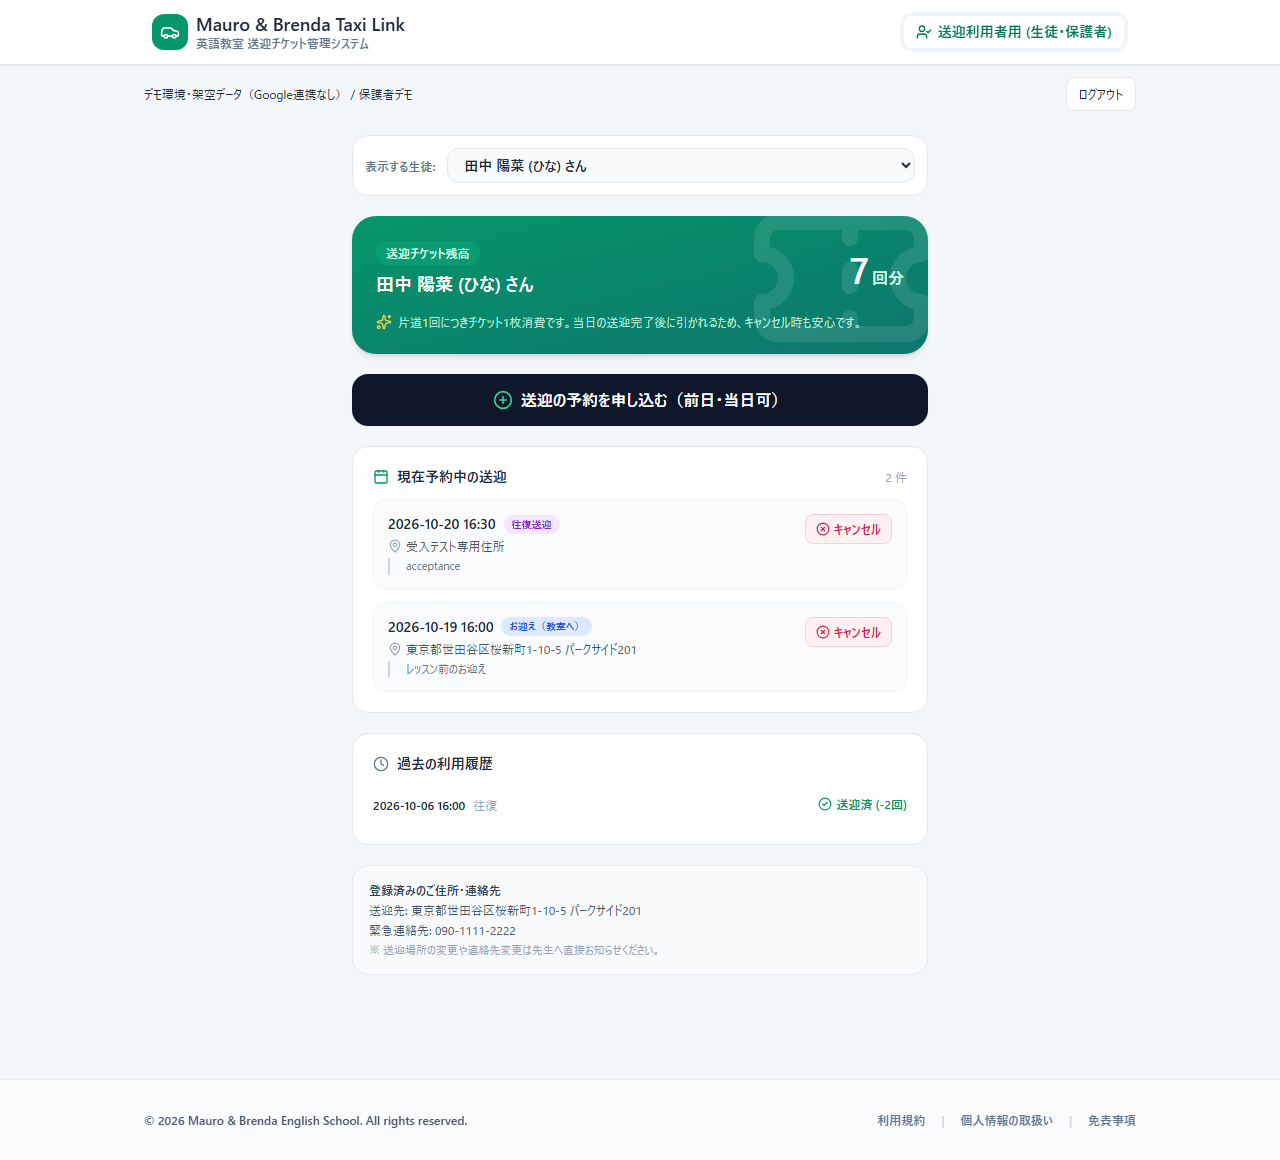 Mauro & Brenda Taxi Link
英語教室 送迎チケット管理システム
送迎利用者用 (生徒・保護者)
デモ環境・架空データ（Google連携なし） / 保護者デモ
ログアウト
表示する生徒:
田中 陽菜 (ひな) さん
送迎チケット残高
田中 陽菜 (ひな) さん
7 回分
片道1回につきチケット1枚消費です。当日の送迎完了後に引かれるため、キャンセル時も安心です。
送迎の予約を申し込む（前日・当日可）
現在予約中の送迎
2 件
2026-10-20 16:30 往復送迎
キャンセル
受入テスト専用住所
acceptance
2026-10-19 16:00 お迎え（教室へ）
キャンセル
東京都世田谷区桜新町1-10-5 パークサイド201
レッスン前のお迎え
過去の利用履歴
2026-10-06 16:00 往復
送迎済 (-2回)
登録済みのご住所・連絡先
送迎先: 東京都世田谷区桜新町1-10-5 パークサイド201
緊急連絡先: 090-1111-2222
※ 送迎場所の変更や連絡先変更は先生へ直接お知らせください。
© 2026 Mauro & Brenda English School. All rights reserved.
利用規約 | 個人情報の取扱い | 免責事項